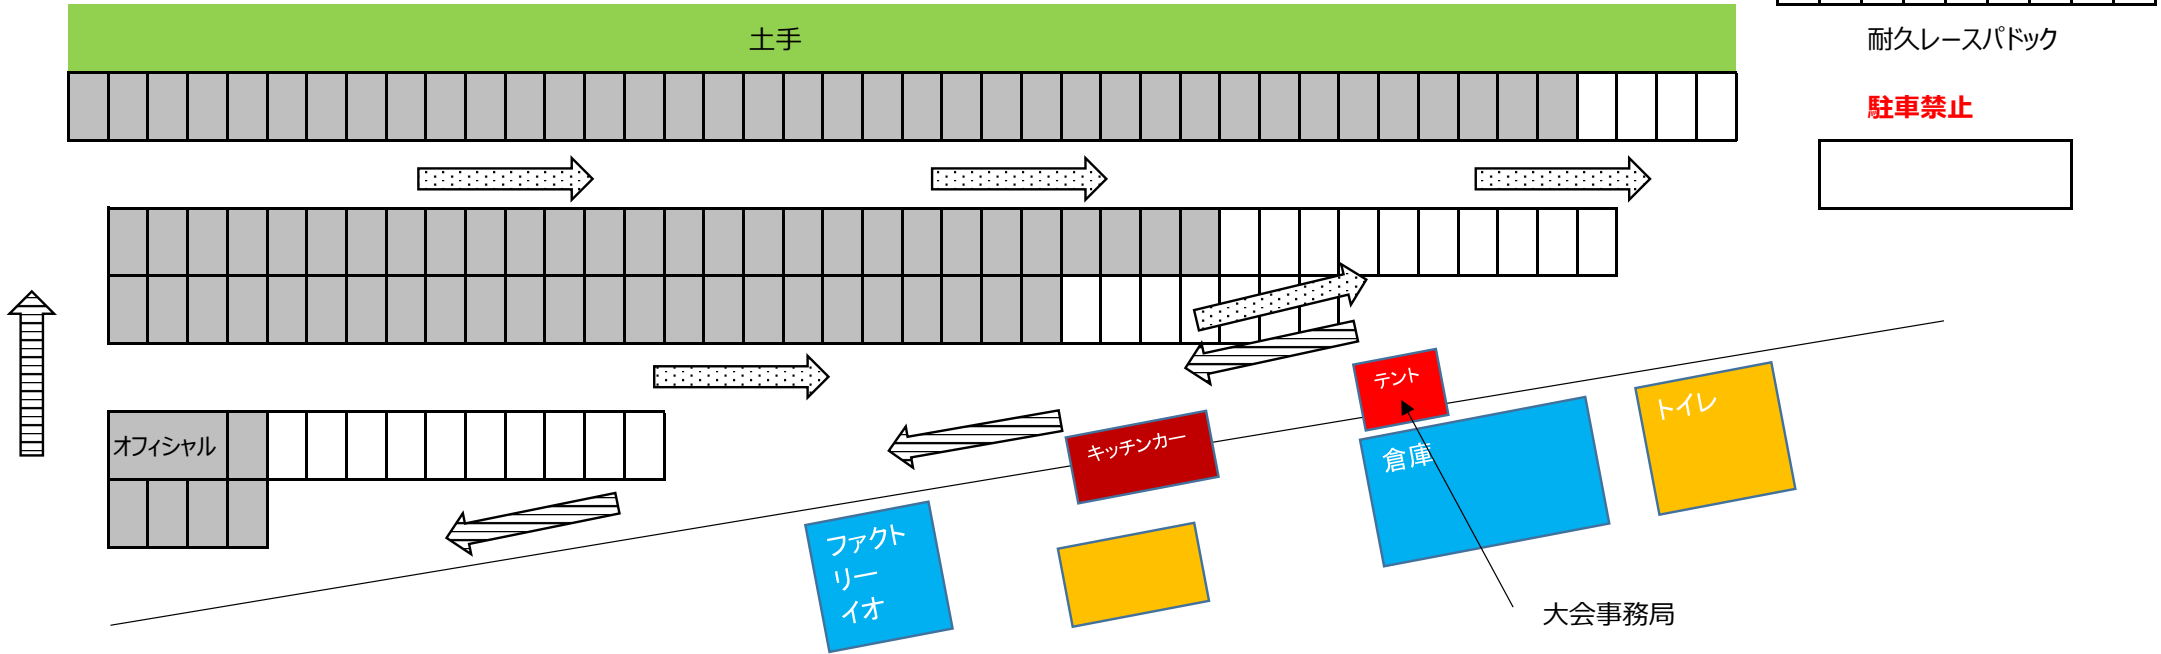 土手
耐久レースパドック
駐車禁止
オフィシャル
テント
キッチンカー
倉庫
トイレ
ファクト
リー
イオ
大会事務局